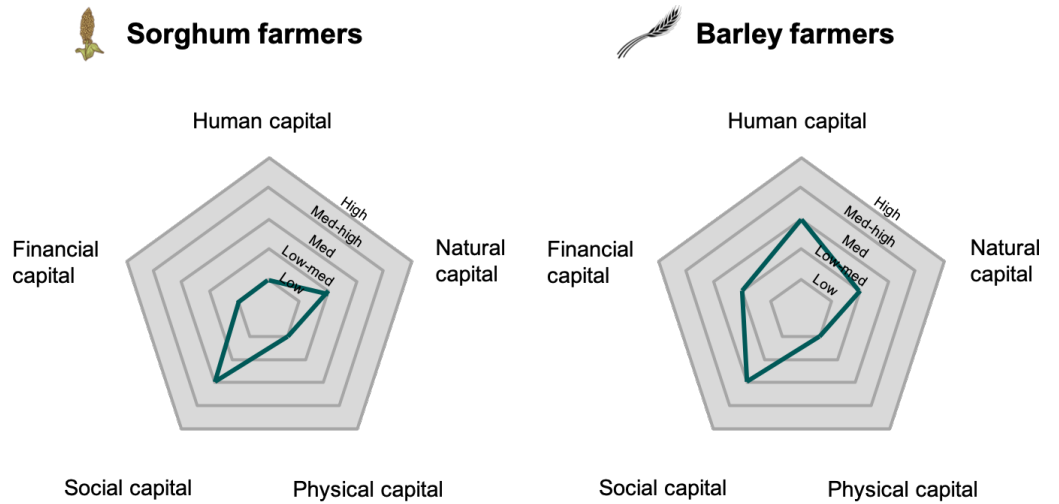 Sorghum farmers
Human capital
High
Med-high
Med
Low-med
Low
Financial
capital
Natural
capital
Social capital
Physical capital
Barley farmers
Human capital
High
Med-high
Med
Low-med
Low
Financial
capital
Natural
capital
Social capital
Physical capital